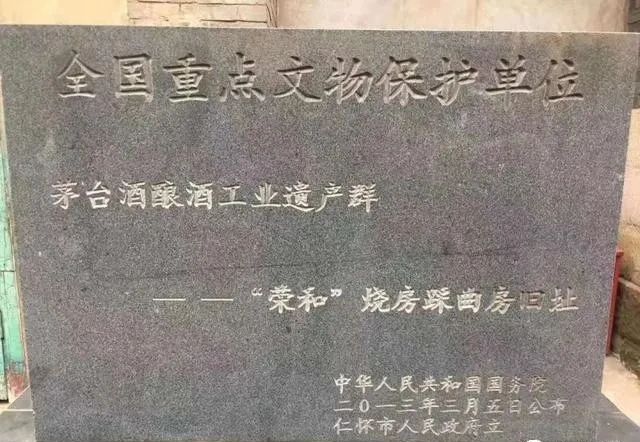 全国重点文物保护单位
茅台酒酿酒工业遗产群
——“荣和”烧房踩曲房旧址
中华人民共和国国务院
二〇一三年三月五日公布
仁怀市人民政府立